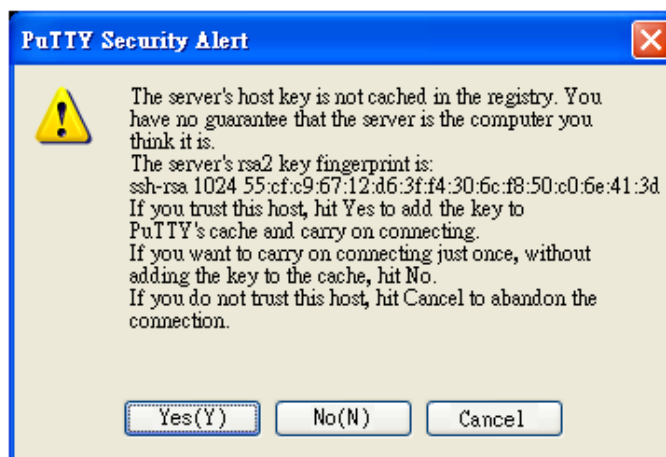 PuTTY Security Alert
The server's host key is not cached in the registry. You
have no guarantee that the server is the computer you
think it is.
The server's rsa2 key fingerprint is:
ssh-rsa 1024 55:cf:c9:67:12:d6:3f:f4:30:6c:f8:50:c0:6e:41:3d
If you trust this host, hit Yes to add the key to
PuTTY's cache and carry on connecting.
If you want to carry on connecting just once, without
adding the key to the cache, hit No.
If you do not trust this host, hit Cancel to abandon the
connection.
Yes(Y) No(N) Cancel